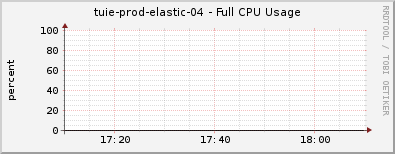 tuie-prod-elastic-04 - Full CPU Usage
RRDTOOL / TOBI OETIKER
percent
100
80
60
40
20
0
17:20 17:40 18:00